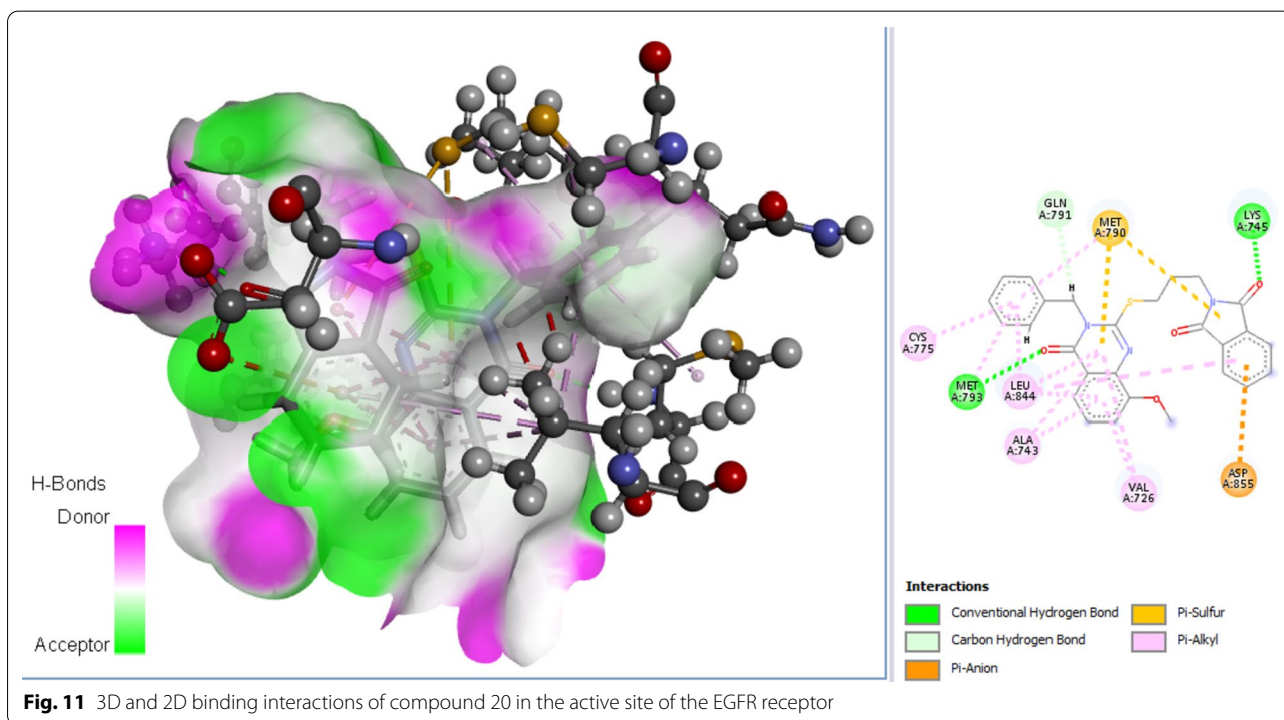 H-Bonds
Donor
Acceptor
GLN
A:791
MET
A:790
LYS
A:745
H
N
S
O
N
O
CYS
A:775
H
N
O
O
N
MET
A:793
LEU
A:844
O
ALA
A:743
VAL
A:726
ASP
A:855
Interactions
Conventional Hydrogen Bond
Carbon Hydrogen Bond
Pi-Anion
Pi-Sulfur
Pi-Alkyl
Fig. 11 3D and 2D binding interactions of compound 20 in the active site of the EGFR receptor